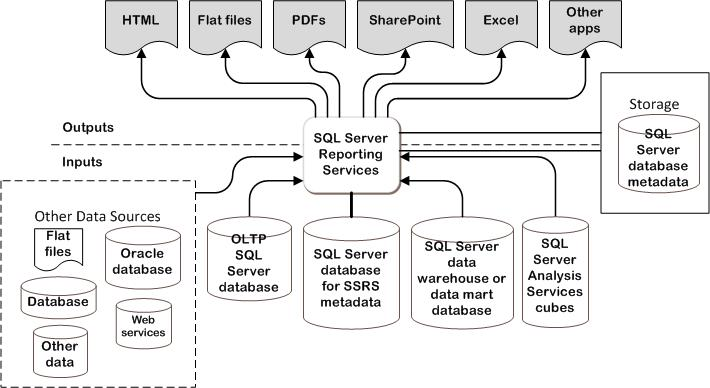 HTML
Flat files
PDFs
SharePoint
Excel
Other
apps
Storage
SQL
Server
database
metadata
Outputs
Inputs
SQL Server
Reporting
Services
Other Data Sources
Flat
files
Oracle
database
Database
Web
services
Other
data
OLTP
SQL
Server
database
SQL Server
database
for SSRS
metadata
SQL Server
data
warehouse or
data mart
database
SQL
Server
Analysis
Services
cubes